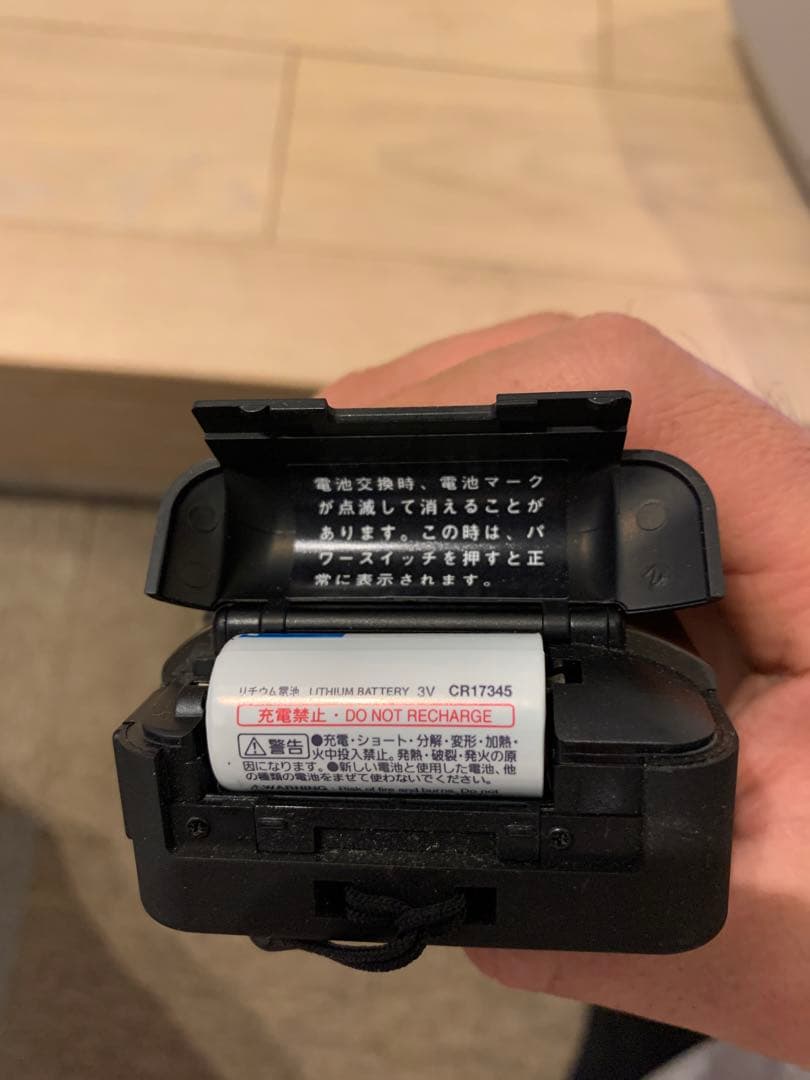 電池交換時、電池マーク
が点滅して消えることが
あります。この時は、パ
ワースイッチを押すと正
常に表示されます。
リチウム電池 LITHIUM BATTERY 3V CR17345
充電禁止・DO NOT RECHARGE
警告 ●充電・ショート・分解・変形・加熱・
火中投入禁止。発熱・破裂・発火の原
因になります。●新しい電池と使用した電池、他
の種類の電池をまぜて使わないでください。
WARNING Risk of fire and burns. Do not